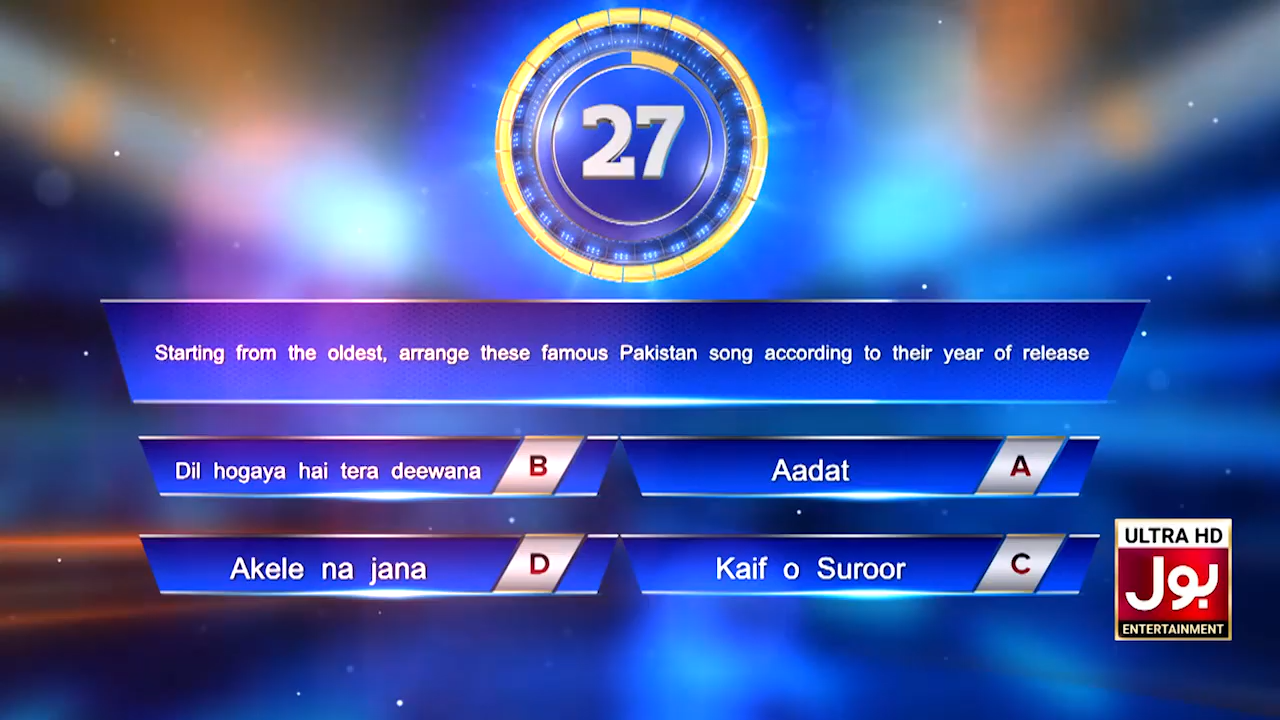 27
Starting from the oldest, arrange these famous Pakistan song according to their year of release
Dil hogaya hai tera deewana B
Aadat A
Akele na jana D
Kaif o Suroor C
ULTRA HD
بول
ENTERTAINMENT